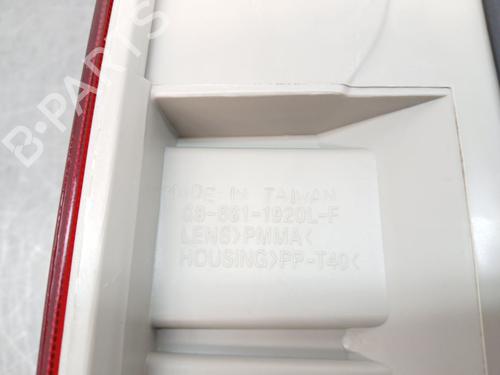 B-PARTS
MADE IN TAIWAN
LENS>PMMA<
HOUSING>PP-T40<